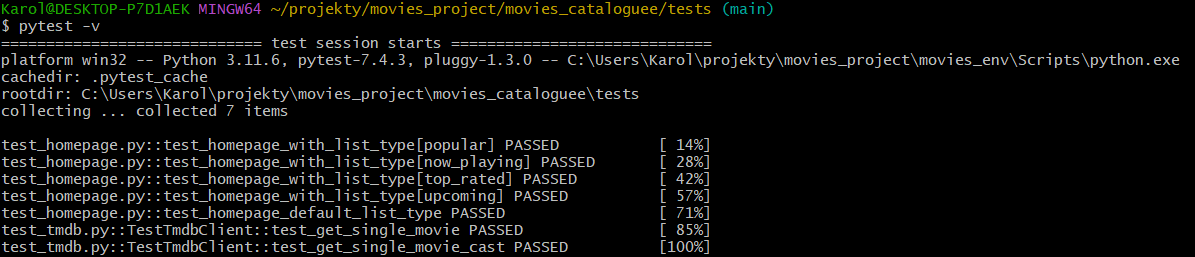 Karol@DESKTOP-P7D1AEK MINGW64 ~/projekty/movies_project/movies_cataloguee/tests (main)
$ pytest -v
============================= test session starts =============================
platform win32 -- Python 3.11.6, pytest-7.4.3, pluggy-1.3.0 -- C:\Users\Karol\projekty\movies_project\movies_env\Scripts\python.exe
cachedir: .pytest_cache
rootdir: C:\Users\Karol\projekty\movies_project\movies_cataloguee\tests
collecting ... collected 7 items

test_homepage.py::test_homepage_with_list_type[popular] PASSED           [ 14%]
test_homepage.py::test_homepage_with_list_type[now_playing] PASSED       [ 28%]
test_homepage.py::test_homepage_with_list_type[top_rated] PASSED         [ 42%]
test_homepage.py::test_homepage_with_list_type[upcoming] PASSED          [ 57%]
test_homepage.py::test_homepage_default_list_type PASSED                 [ 71%]
test_tmdb.py::TestTmdbClient::test_get_single_movie PASSED               [ 85%]
test_tmdb.py::TestTmdbClient::test_get_single_movie_cast PASSED          [100%]